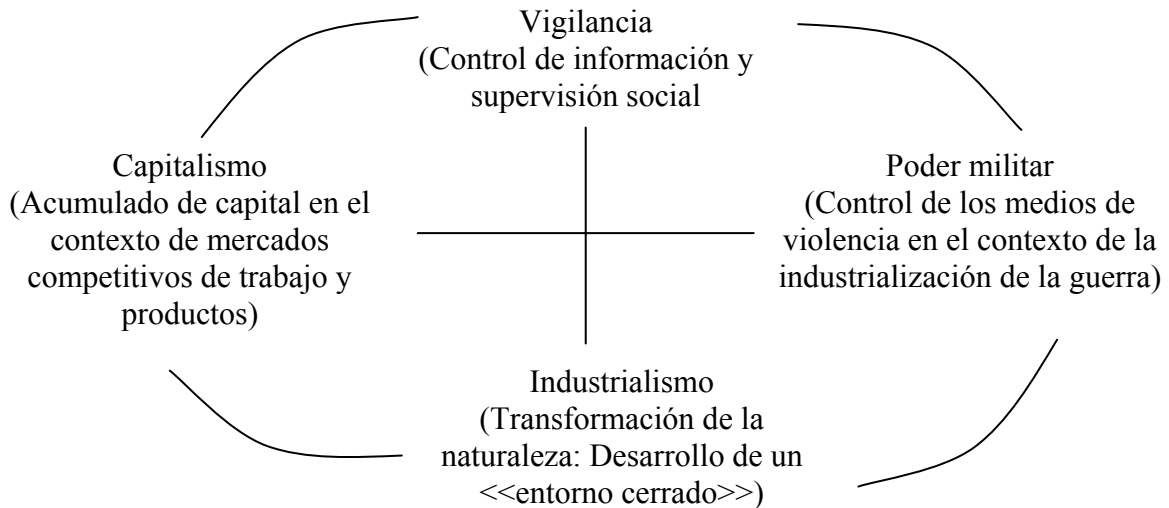 Vigilancia
(Control de información y
supervisión social
Capitalismo
(Acumulado de capital en el
contexto de mercados
competitivos de trabajo y
productos)
Poder militar
(Control de los medios de
violencia en el contexto de la
industrialización de la guerra)
Industrialismo
(Transformación de la
naturaleza: Desarrollo de un
<<entorno cerrado>>)